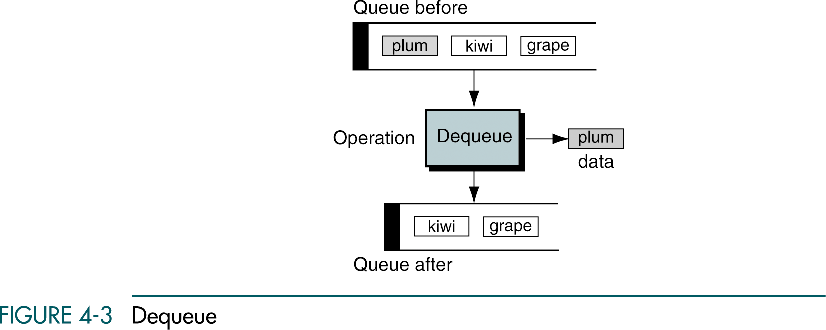 Queue before
plum kiwi grape
Operation Dequeue plum
data
kiwi grape
Queue after
FIGURE 4-3 Dequeue